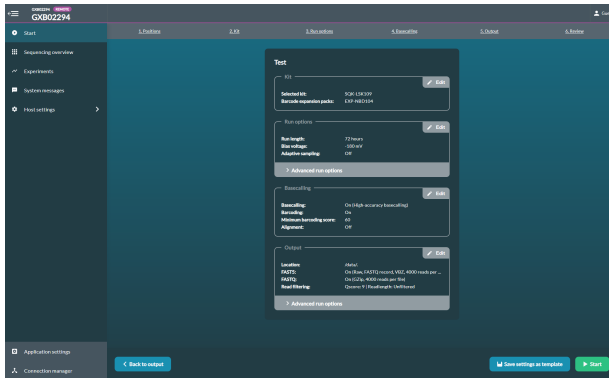 GXB02294 REMOTE
GXB02294
Start
Sequencing overview
Experiments
System messages
Host settings
Application settings
Connection manager
1. Positions
2. Kit
3. Run options
4. Basecalling
5. Output
6. Review
Test
Kit
Edit
Selected kit: SQK-LSK109
Barcode expansion packs: EXP-NBD104
Run options
Edit
Run length: 72 hours
Bias voltage: -180 mV
Adaptive sampling: Off
Advanced run options
Basecalling
Edit
Basecalling: On (High-accuracy basecalling)
Barcoding: On
Minimum barcoding score: 60
Alignment: Off
Output
Edit
Location: /data/.
FAST5: On (Raw, FASTQ record, VBZ, 4000 reads per ...
FASTQ: On (GZip, 4000 reads per file)
Read filtering: Qscore: 9 | Readlength: Unfiltered
Advanced run options
Back to output
Save settings as template
Start